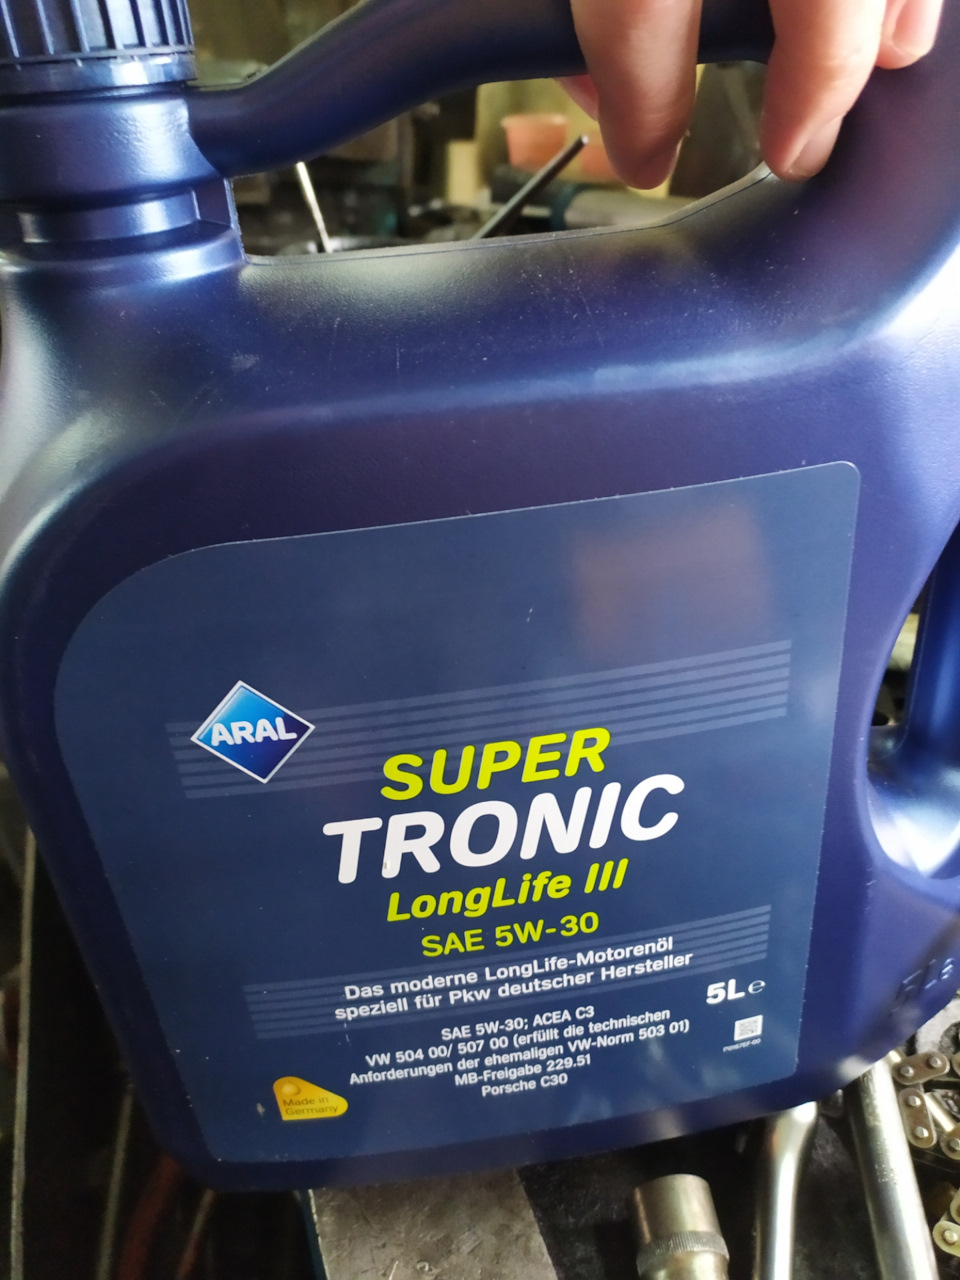 ARAL
SUPER
TRONIC
LongLife III
SAE 5W-30
Das moderne LongLife-Motorenöl
speziell für Pkw deutscher Hersteller
5L e
SAE 5W-30; ACEA C3
VW 504 00/ 507 00 (erfüllt die technischen
Anforderungen der ehemaligen VW-Norm 503 01)
MB-Freigabe 229.51
Porsche C30
Made in
Germany